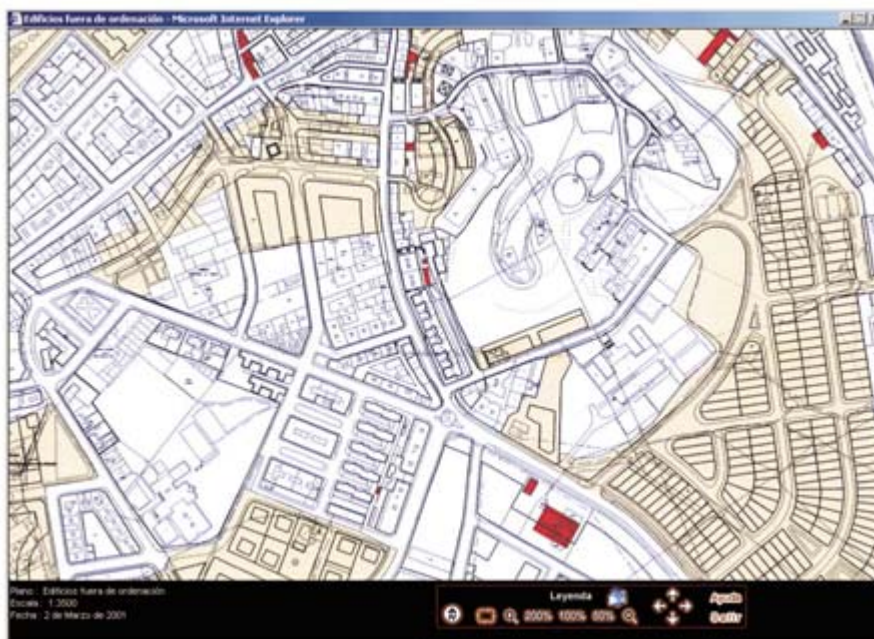 Edificios fuera de ordenación - Microsoft Internet Explorer
Plano : Edificios fuera de ordenación
Escala : 1:3500
Fecha : 2 de Marzo de 2001
Leyenda
200% 100% 50%
Ayuda
Salir